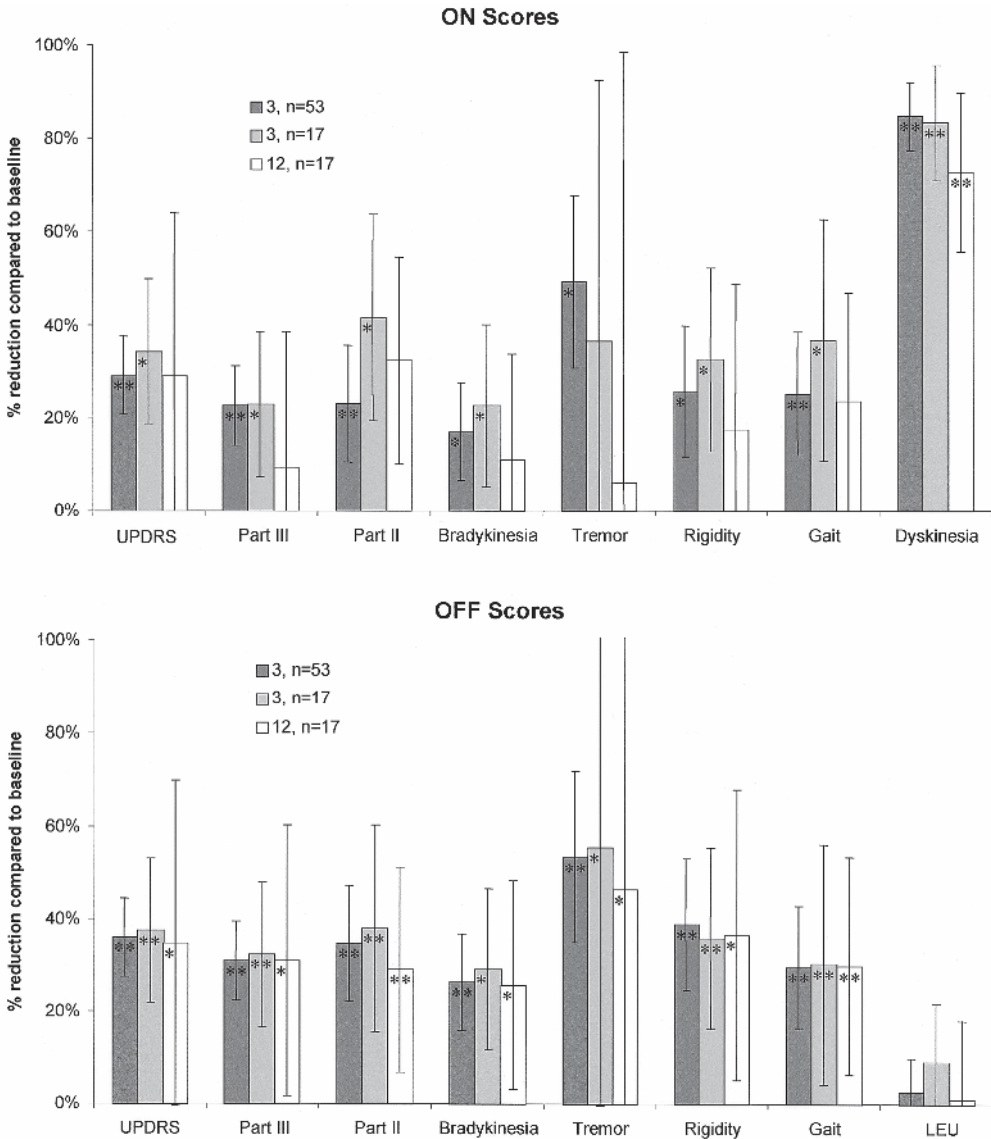 ON Scores
100%
80%
60%
40%
20%
0%
% reduction compared to baseline
3, n=53
3, n=17
12, n=17
** * 
** *
** *
* *
*
* *
** *
** ** **
UPDRS Part III Part II Bradykinesia Tremor Rigidity Gait Dyskinesia
OFF Scores
100%
80%
60%
40%
20%
0%
% reduction compared to baseline
3, n=53
3, n=17
12, n=17
** ** *
** ** *
** ** **
** * *
** * *
** ** *
** ** **
UPDRS Part III Part II Bradykinesia Tremor Rigidity Gait LEU